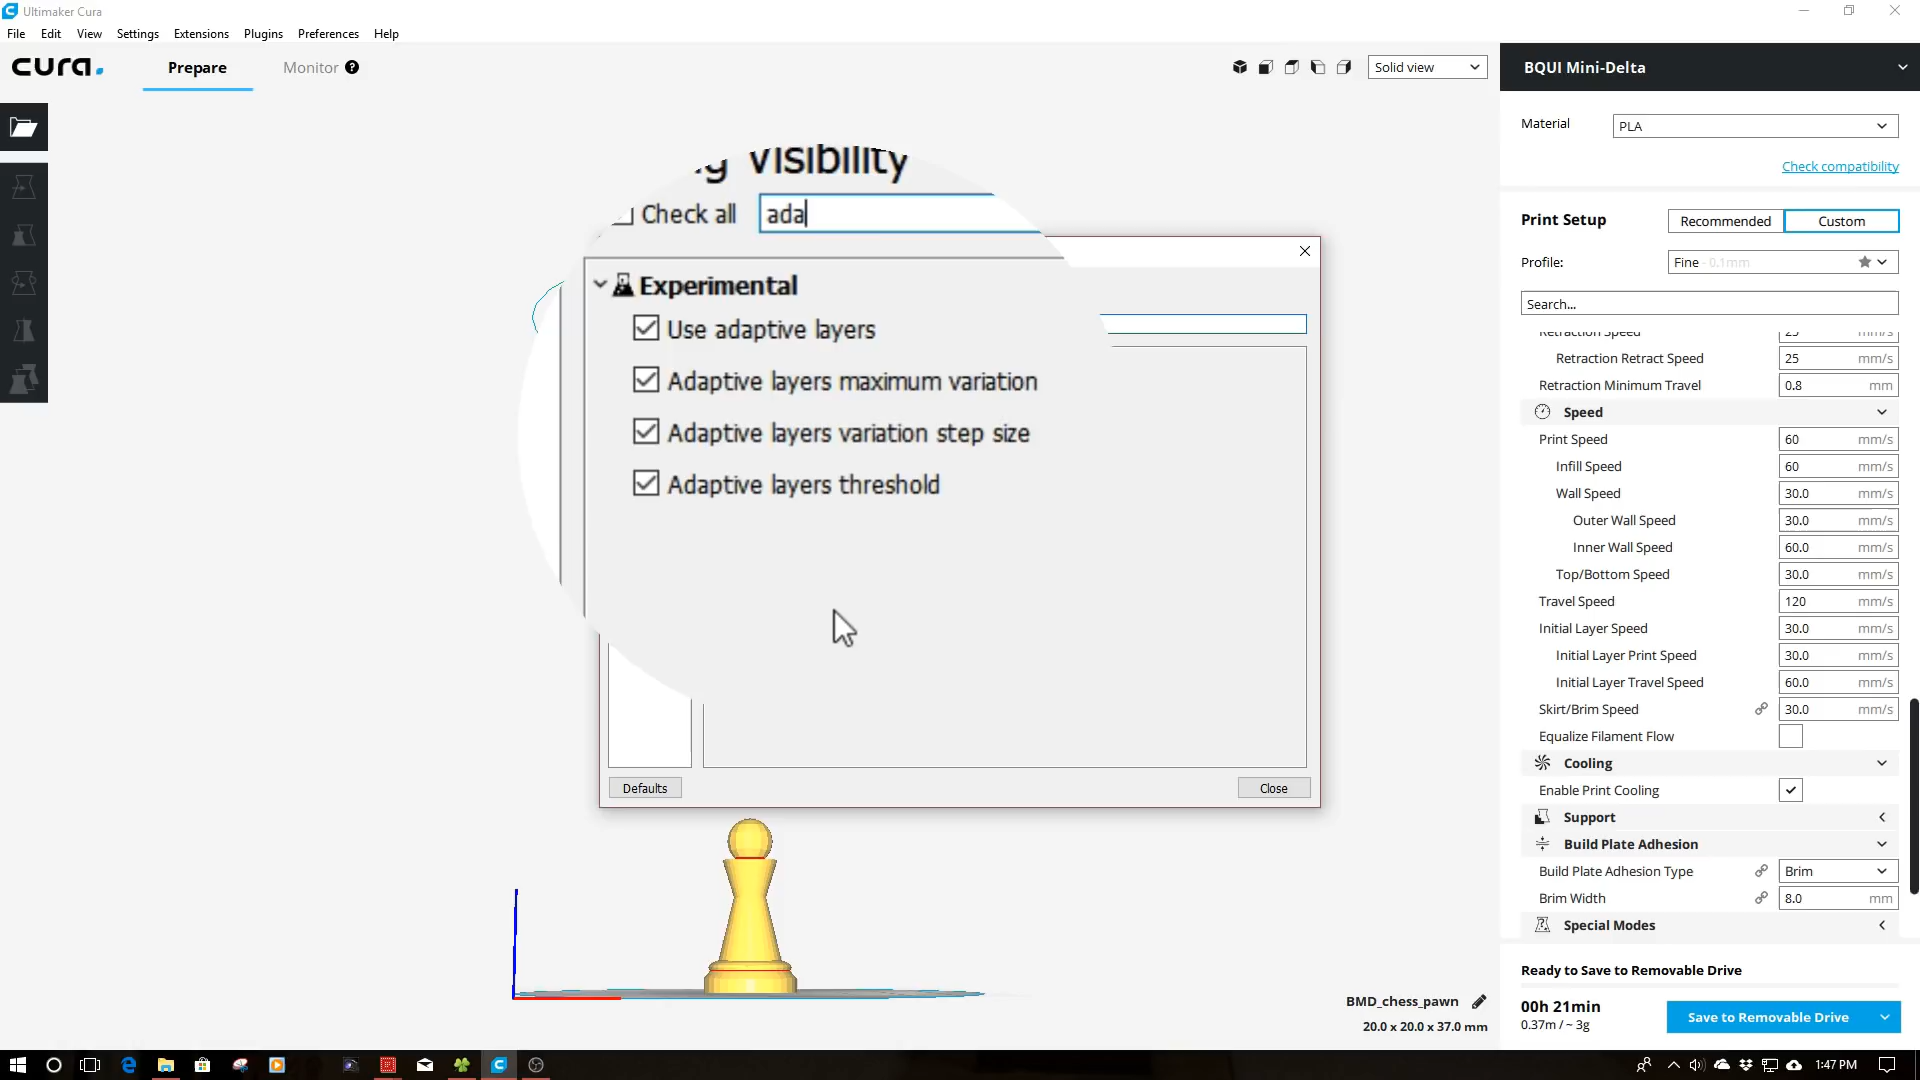 Ultimaker Cura
File Edit View Settings Extensions Plugins Preferences Help
cura.
Prepare
Monitor ?
Solid view
BQUI Mini-Delta
Material
PLA
Check compatibility
Print Setup
Recommended
Custom
Profile:
Fine - 0.1mm
Search...
Retraction Speed 25 mm/s
Retraction Retract Speed 25 mm/s
Retraction Minimum Travel 0.8 mm
Speed
Print Speed 60 mm/s
Infill Speed 60 mm/s
Wall Speed 30.0 mm/s
Outer Wall Speed 30.0 mm/s
Inner Wall Speed 60.0 mm/s
Top/Bottom Speed 30.0 mm/s
Travel Speed 120 mm/s
Initial Layer Speed 30.0 mm/s
Initial Layer Print Speed 30.0 mm/s
Initial Layer Travel Speed 60.0 mm/s
Skirt/Brim Speed 30.0 mm/s
Equalize Filament Flow
Cooling
Enable Print Cooling
Support
Build Plate Adhesion
Build Plate Adhesion Type Brim
Brim Width 8.0 mm
Special Modes
Ready to Save to Removable Drive
00h 21min
0.37m / ~ 3g
Save to Removable Drive
Visibility
Check all ada
Experimental
Use adaptive layers
Adaptive layers maximum variation
Adaptive layers variation step size
Adaptive layers threshold
Defaults
Close
BMD_chess_pawn
20.0 x 20.0 x 37.0 mm
1:47 PM